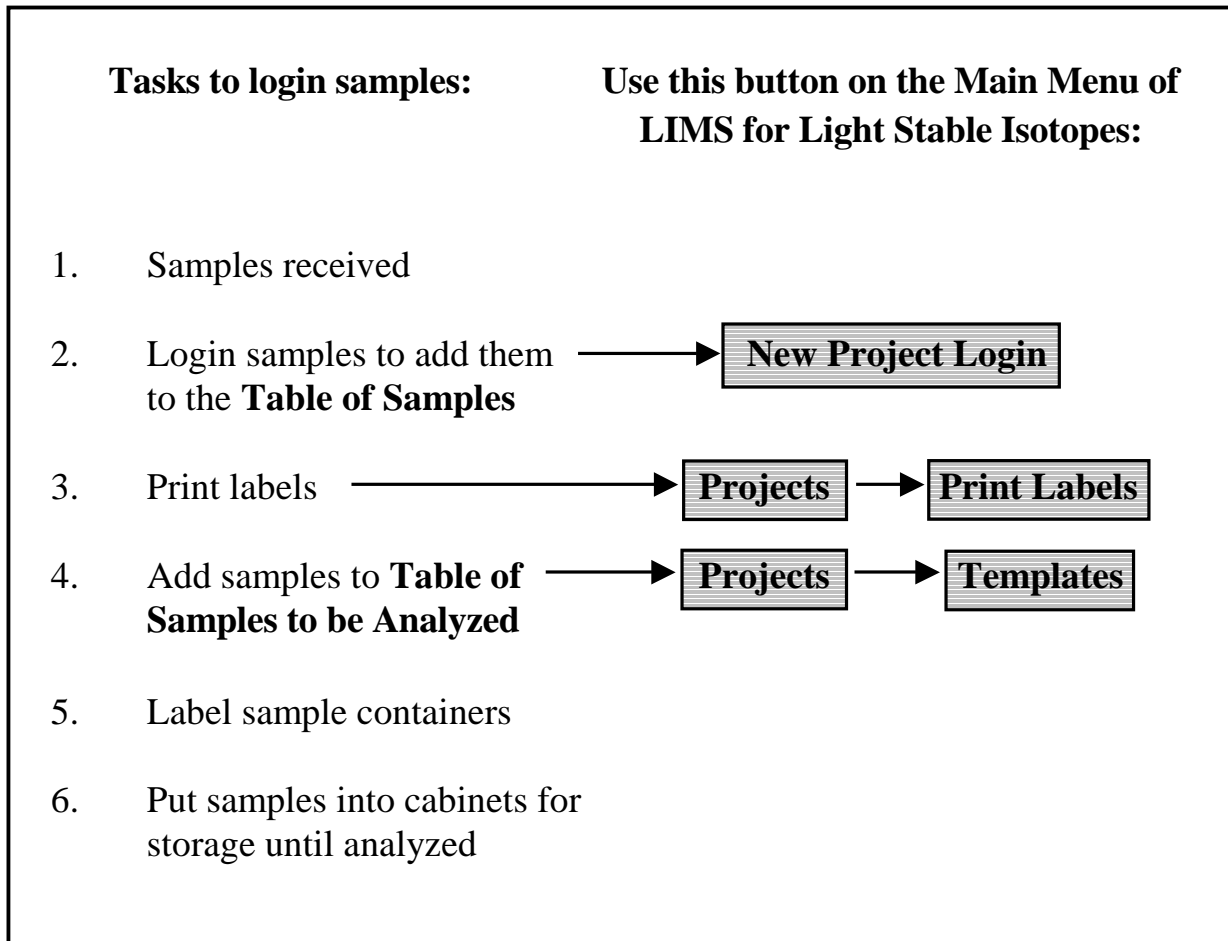 Tasks to login samples:
Use this button on the Main Menu of
LIMS for Light Stable Isotopes:
1. Samples received
2. Login samples to add them
to the Table of Samples
New Project Login
3. Print labels
Projects
Print Labels
4. Add samples to Table of
Samples to be Analyzed
Projects
Templates
5. Label sample containers
6. Put samples into cabinets for
storage until analyzed